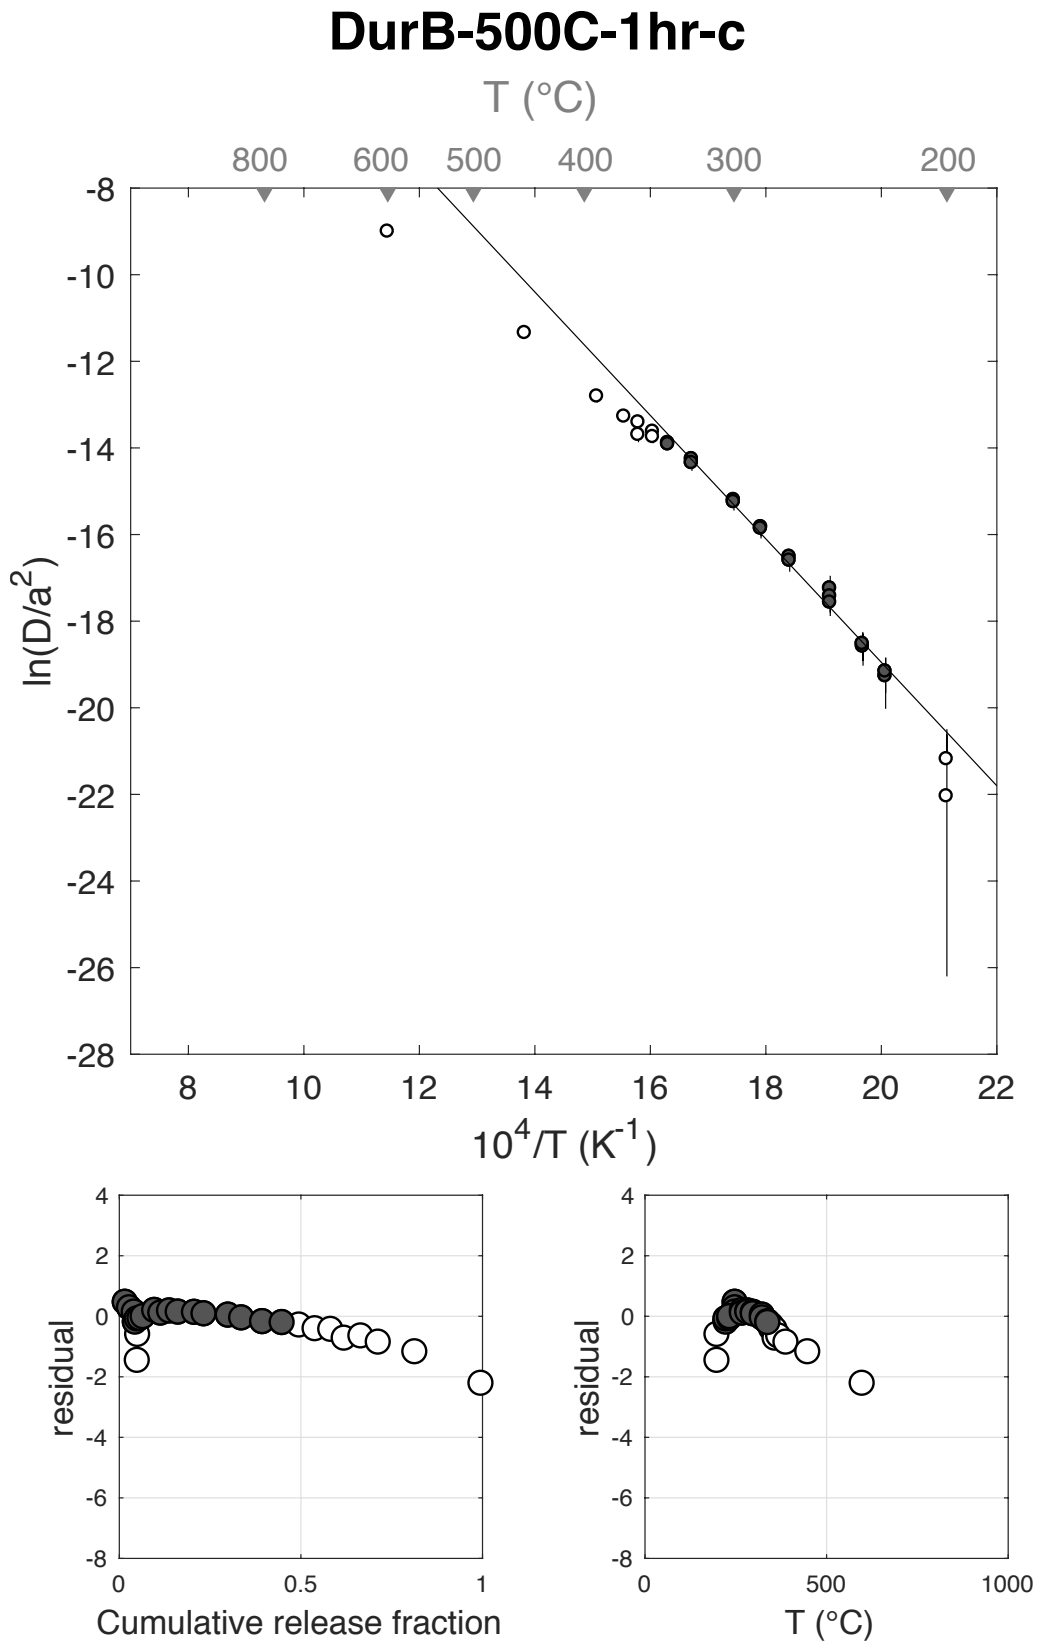 DurB-500C-1hr-c
T (°C)
800 600 500 400 300 200
-8
-10
-12
-14
-16
-18
-20
-22
-24
-26
-28
ln(D/a²)
8 10 12 14 16 18 20 22
10⁴/T (K⁻¹)
4
2
0
-2
-4
-6
-8
residual
0 0.5 1
Cumulative release fraction
4
2
0
-2
-4
-6
-8
residual
0 500 1000
T (°C)